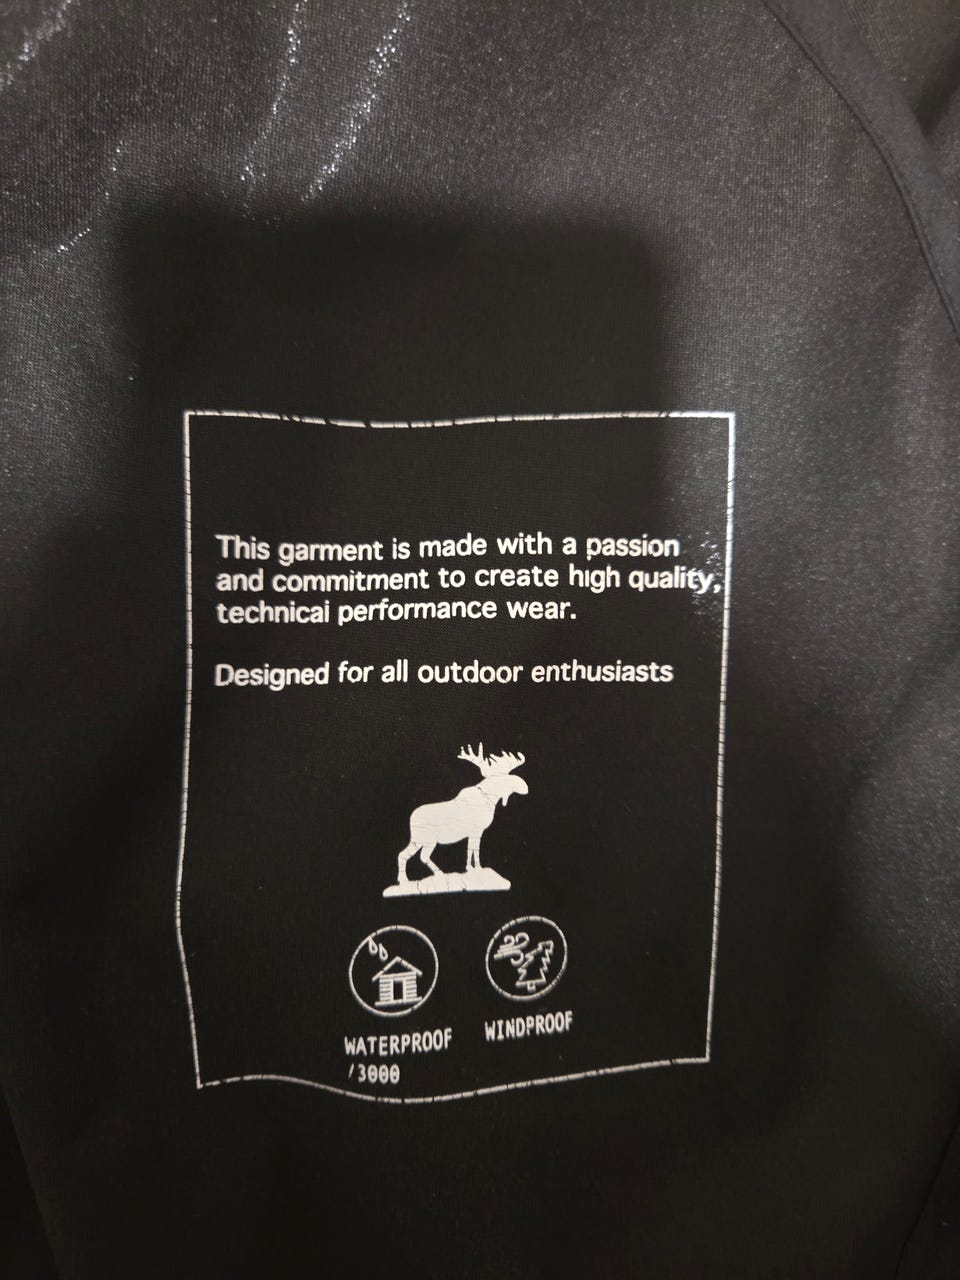 This garment is made with a passion
and commitment to create high quality,
technical performance wear.
Designed for all outdoor enthusiasts
WATERPROOF WINDPROOF
/3000